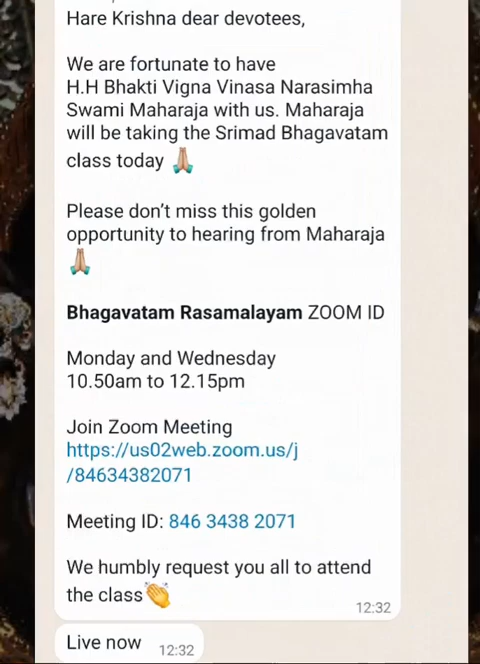 Hare Krishna dear devotees,
We are fortunate to have
H.H Bhakti Vigna Vinasa Narasimha
Swami Maharaja with us. Maharaja
will be taking the Srimad Bhagavatam
class today 🙏🏼
Please don't miss this golden
opportunity to hearing from Maharaja
🙏🏼
Bhagavatam Rasamalayam ZOOM ID
Monday and Wednesday
10.50am to 12.15pm
Join Zoom Meeting
https://us02web.zoom.us/j
/84634382071
Meeting ID: 846 3438 2071
We humbly request you all to attend
the class👏
12:32
Live now 12:32